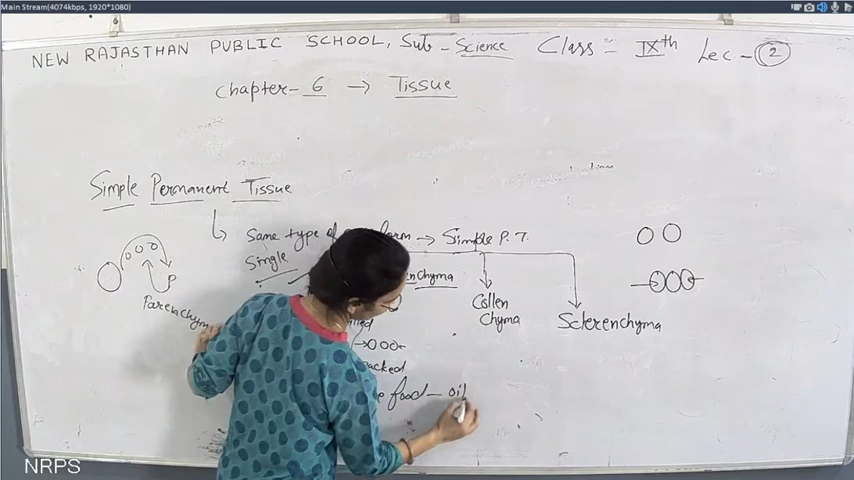 Main Stream(4074kbps, 1920*1080)
NEW RAJASTHAN PUBLIC SCHOOL, Sub - Science Class = IXth Lec - 2
Chapter - 6 → Tissue
Simple Permanent Tissue
Same type of → Simple P.T.
Single
Parenchyma
P
enchyma
Collen
chyma
Sclerenchyma
packed
food - oil
NRPS